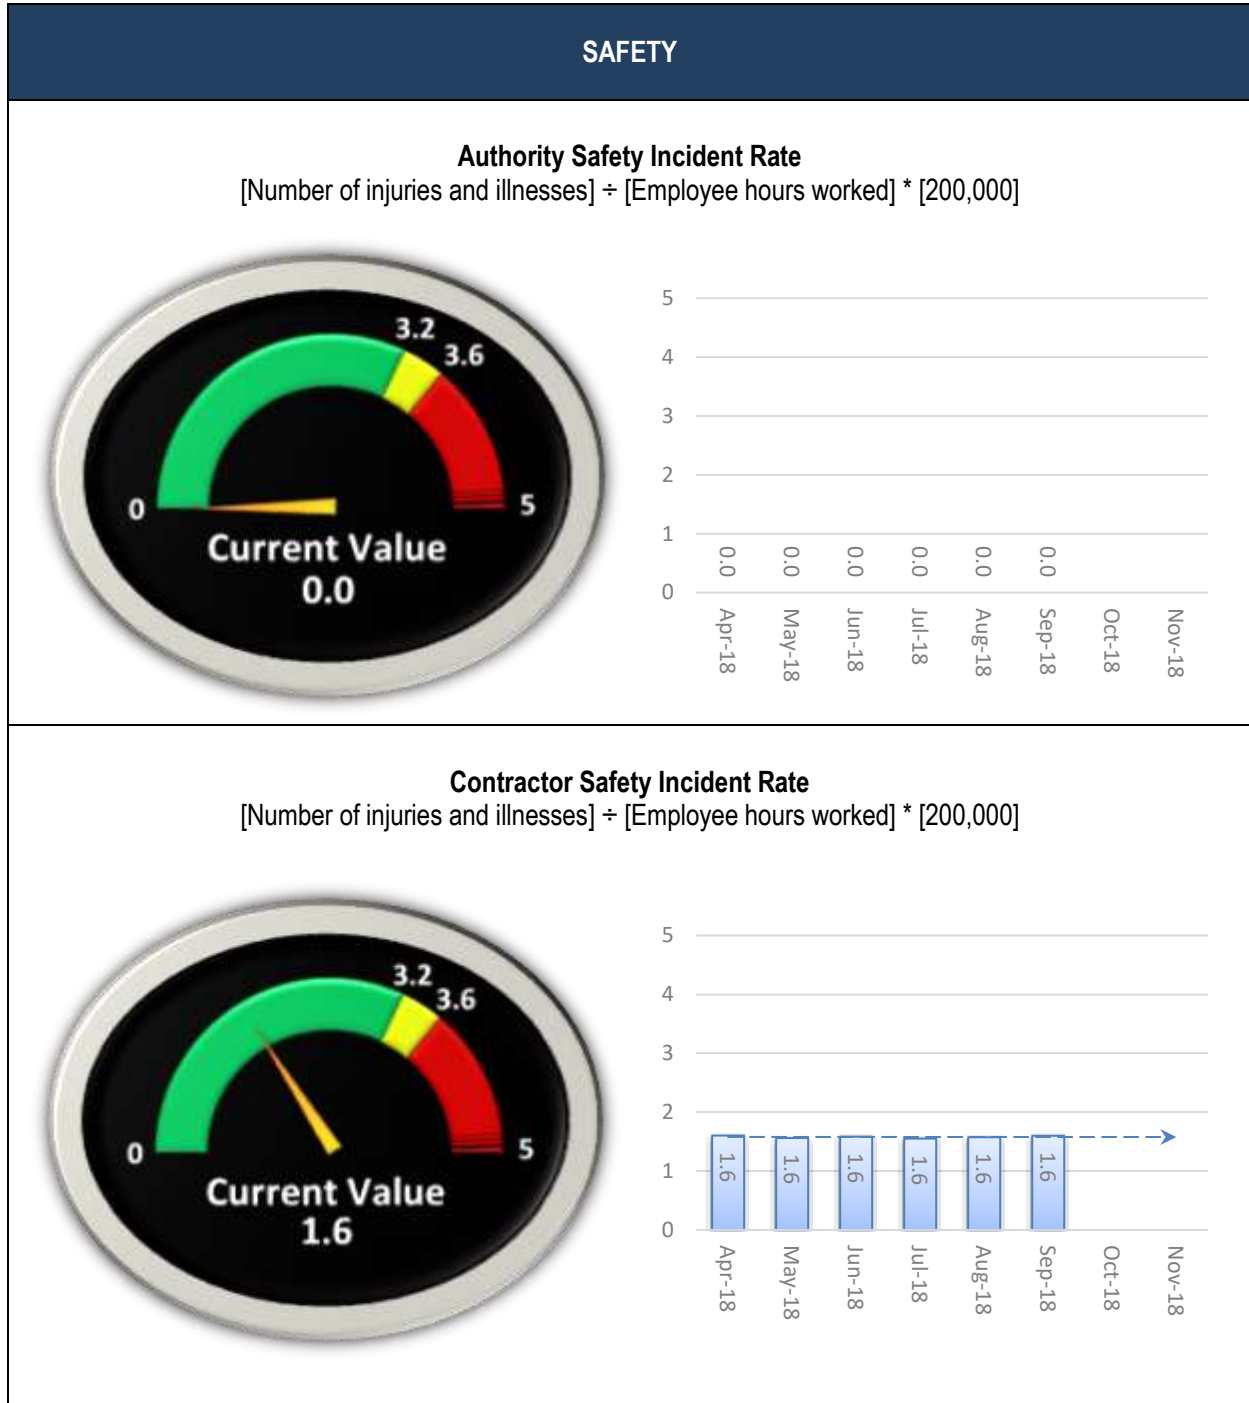 SAFETY
Authority Safety Incident Rate
[Number of injuries and illnesses] ÷ [Employee hours worked] * [200,000]
3.2
3.6
0
5
Current Value
0.0
5
4
3
2
1
0
0.0
0.0
0.0
0.0
0.0
0.0
Apr-18
May-18
Jun-18
Jul-18
Aug-18
Sep-18
Oct-18
Nov-18
Contractor Safety Incident Rate
[Number of injuries and illnesses] ÷ [Employee hours worked] * [200,000]
3.2
3.6
0
5
Current Value
1.6
5
4
3
2
1
0
1.6
1.6
1.6
1.6
1.6
1.6
Apr-18
May-18
Jun-18
Jul-18
Aug-18
Sep-18
Oct-18
Nov-18